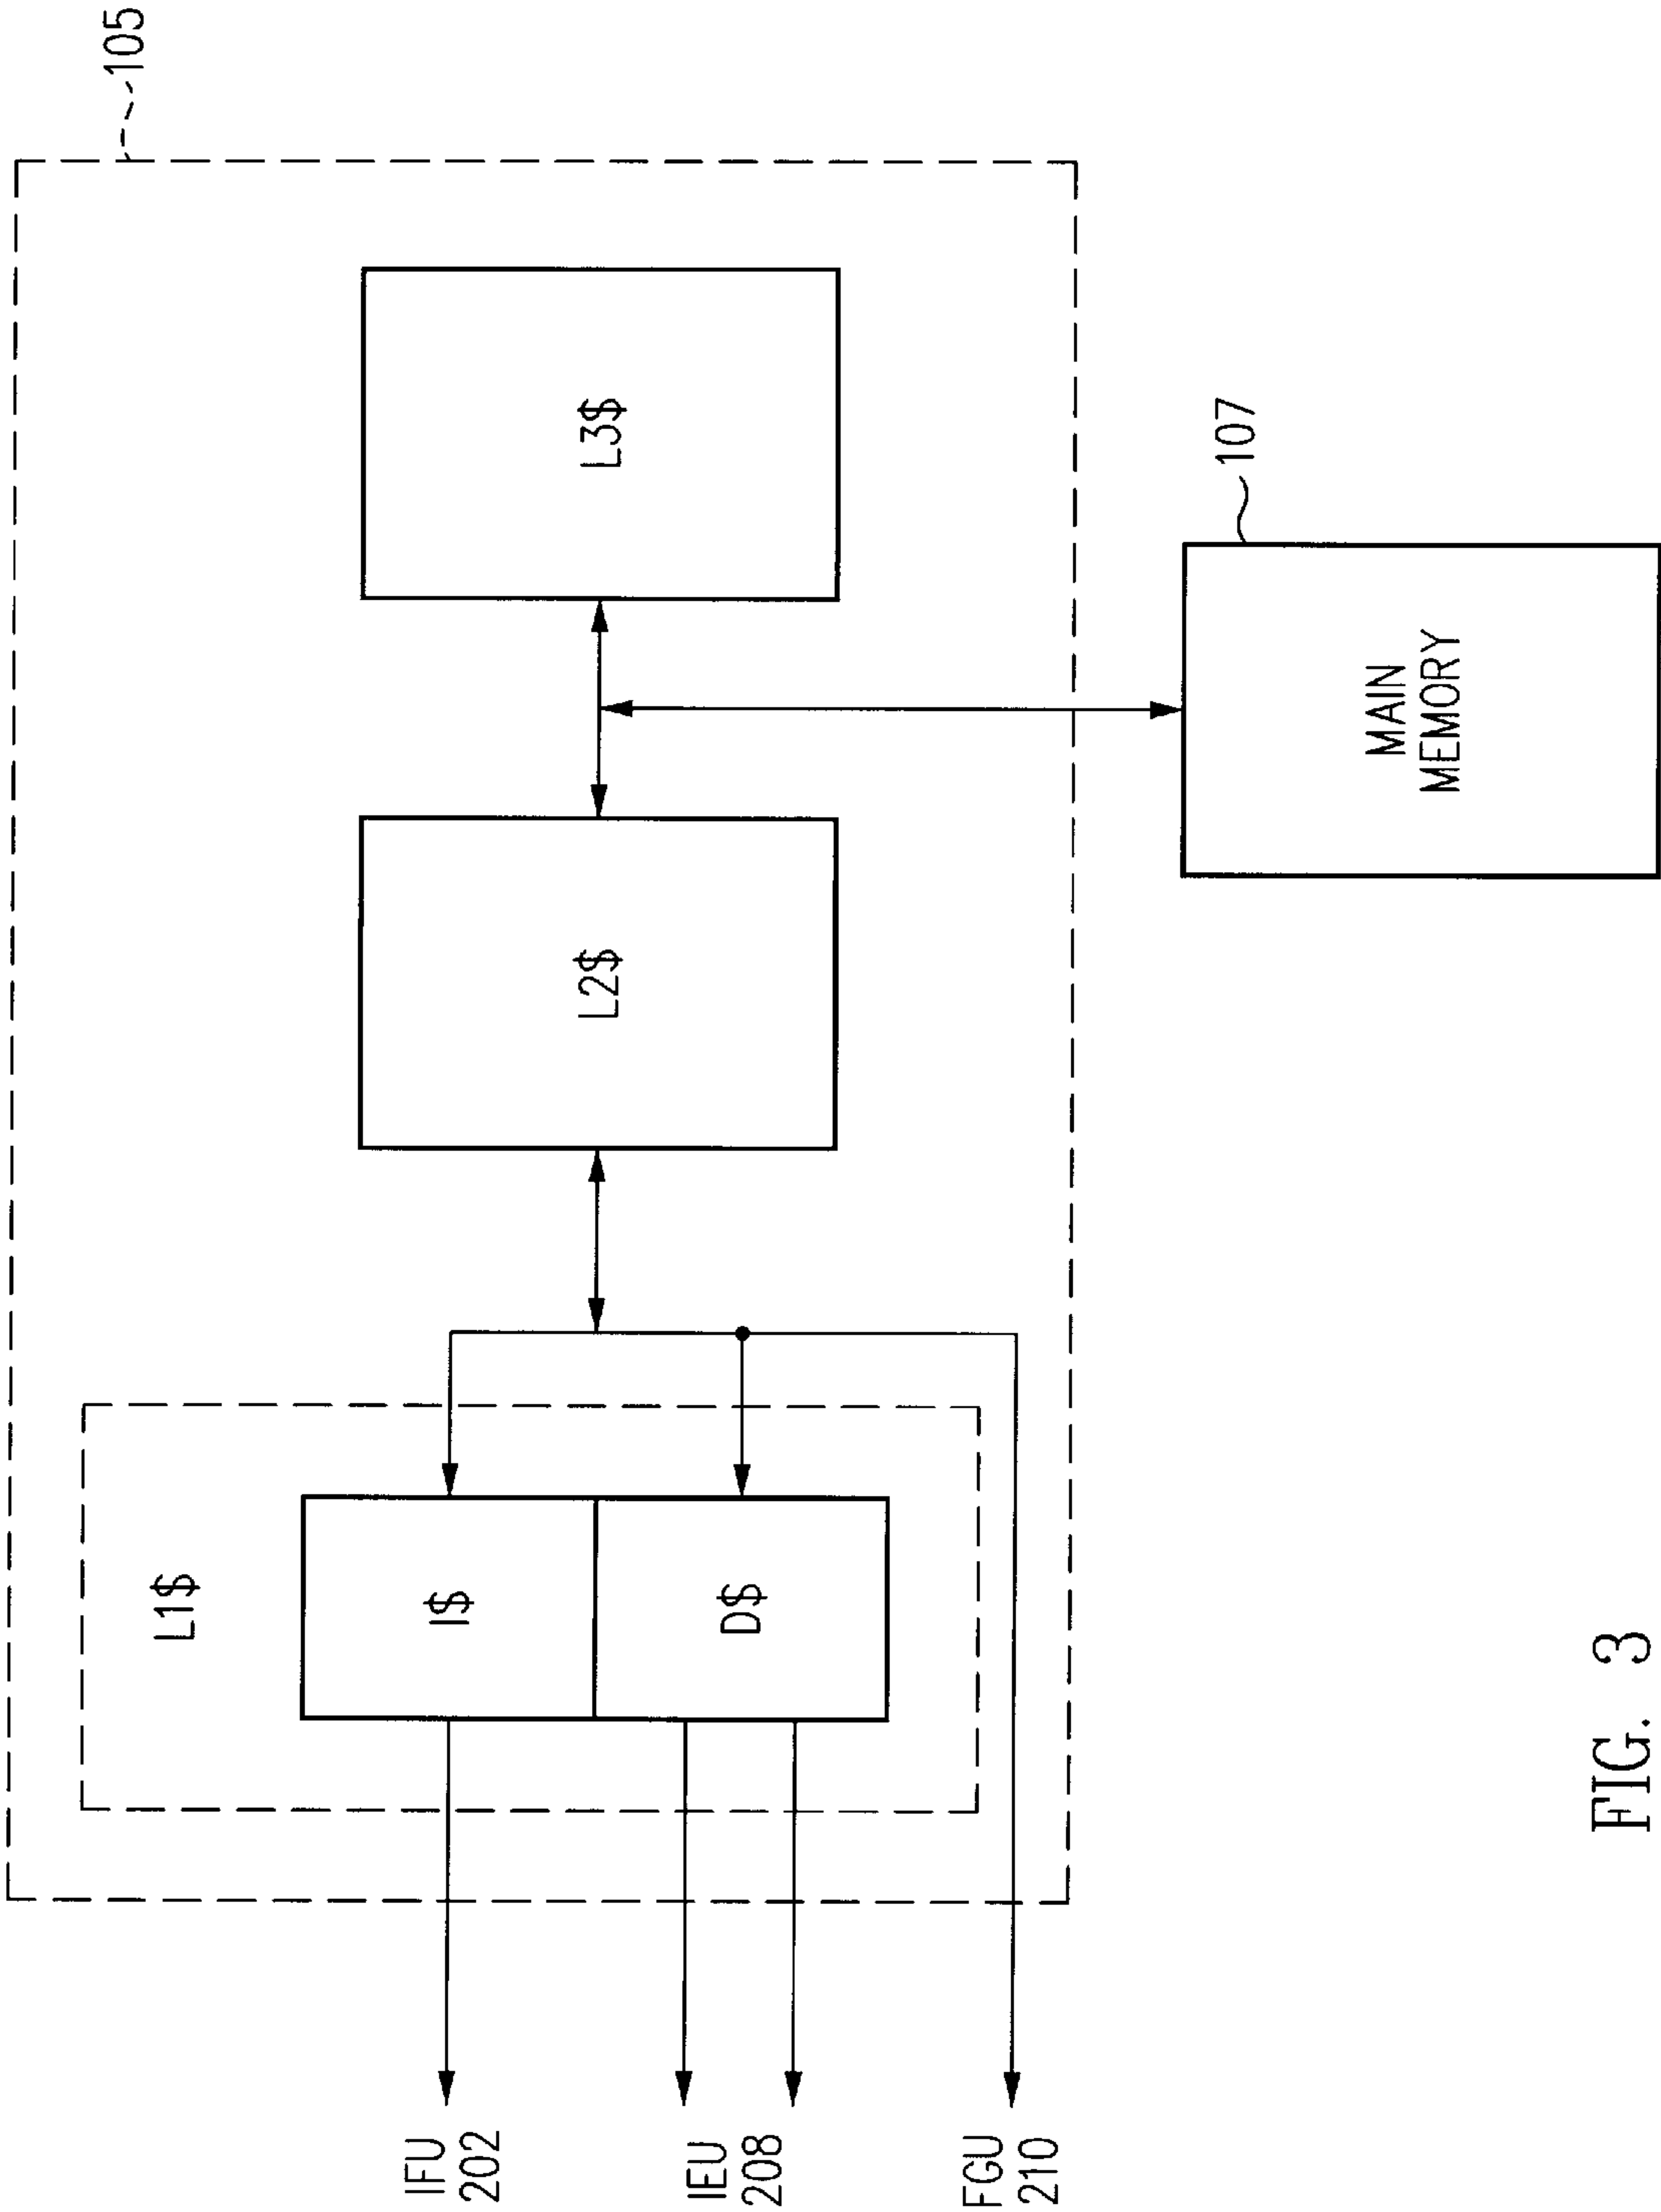 105
L1$
I$
D$
L2$
L3$
IFU
202
IEU
208
FGU
210
107
MAIN
MEMORY
FIG. 3